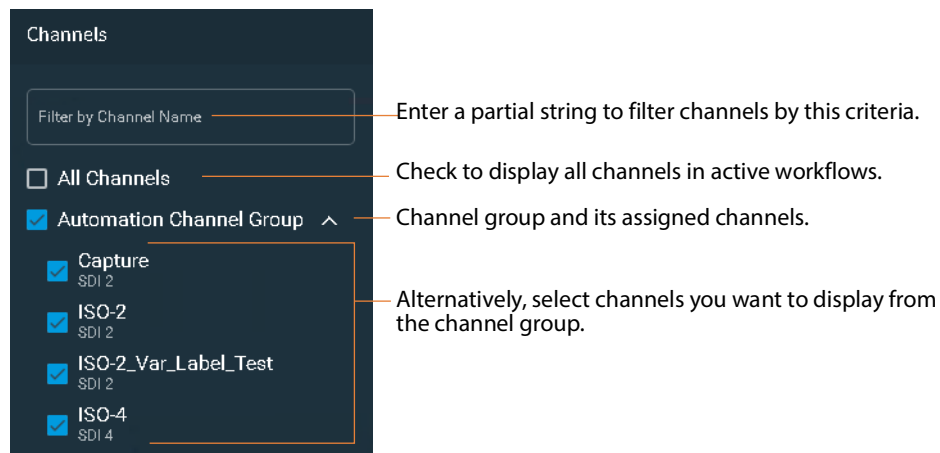 Channels
Filter by Channel Name
Enter a partial string to filter channels by this criteria.
All Channels
Check to display all channels in active workflows.
Automation Channel Group
Channel group and its assigned channels.
Capture
SDI 2
ISO-2
SDI 2
Alternatively, select channels you want to display from
the channel group.
ISO-2_Var_Label_Test
SDI 2
ISO-4
SDI 4